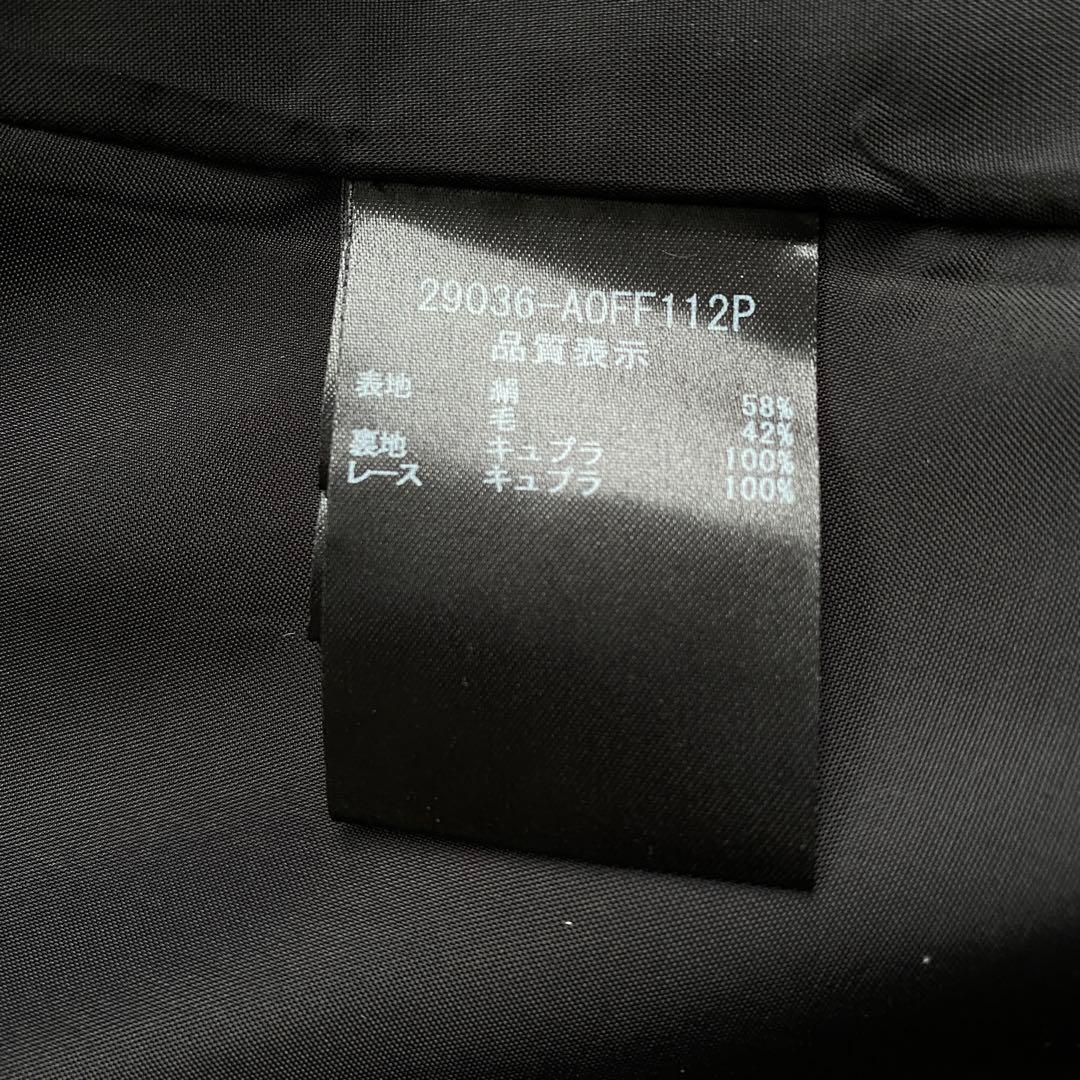 29036-A0FF112P
品質表示
表地 絹 58%
毛 42%
裏地 キュプラ 100%
レース キュプラ 100%